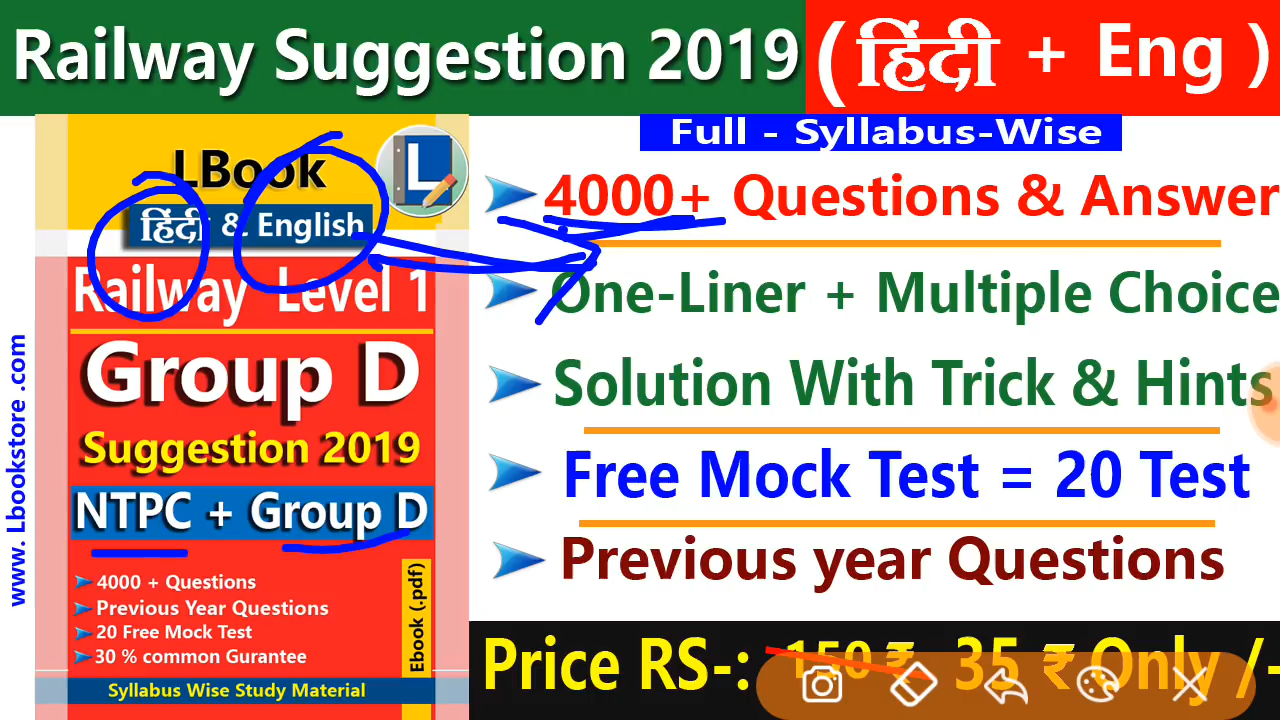 Railway Suggestion 2019 ( हिंदी + Eng )
LBook
L
हिंदी & English
Railway Level 1
Group D
Suggestion 2019
NTPC + Group D
4000 + Questions
Previous Year Questions
20 Free Mock Test
30 % common Gurantee
Ebook (.pdf)
Syllabus Wise Study Material
www. Lbookstore .com
Full - Syllabus-Wise
4000+ Questions & Answer
One-Liner + Multiple Choice
Solution With Trick & Hints
Free Mock Test = 20 Test
Previous year Questions
Price RS-: 150 ₹ 35 ₹ Only /-